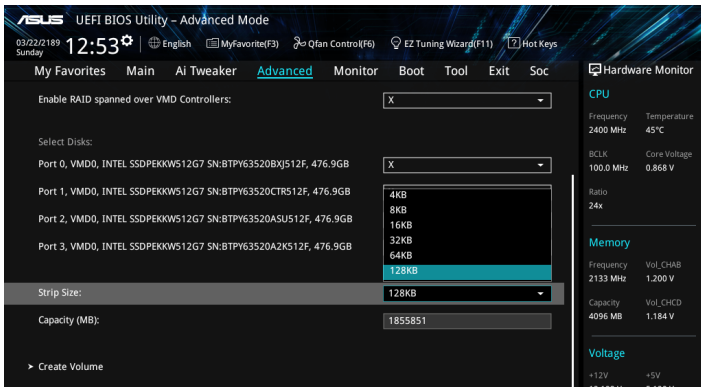 ASUS UEFI BIOS Utility – Advanced Mode
03/22/2189 Sunday 12:53 English MyFavorite(F3) Qfan Control(F6) EZ Tuning Wizard(F11) ? Hot Keys
My Favorites Main Ai Tweaker Advanced Monitor Boot Tool Exit Soc
Enable RAID spanned over VMD Controllers: X
Select Disks:
Port 0, VMD0, INTEL SSDPEKKW512G7 SN:BTPY63520BXJ512F, 476.9GB X
Port 1, VMD0, INTEL SSDPEKKW512G7 SN:BTPY63520CTR512F, 476.9GB
Port 2, VMD0, INTEL SSDPEKKW512G7 SN:BTPY63520ASU512F, 476.9GB
Port 3, VMD0, INTEL SSDPEKKW512G7 SN:BTPY63520A2K512F, 476.9GB
4KB
8KB
16KB
32KB
64KB
128KB
Strip Size: 128KB
Capacity (MB): 1855851
> Create Volume
Hardware Monitor
CPU
Frequency Temperature
2400 MHz 45°C
BCLK Core Voltage
100.0 MHz 0.868 V
Ratio
24x
Memory
Frequency Vol_CHAB
2133 MHz 1.200 V
Capacity Vol_CHCD
4096 MB 1.184 V
Voltage
+12V +5V